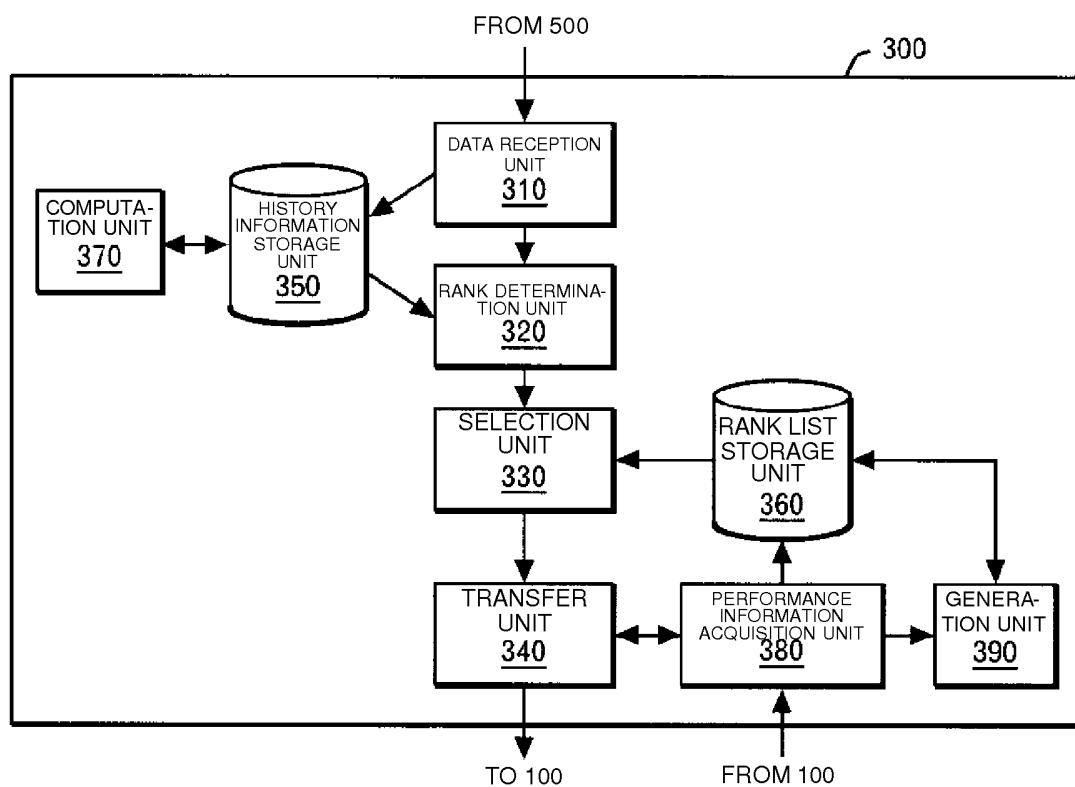 FROM 500
300
DATA RECEPTION
UNIT
310
COMPUTA-
TION UNIT
370
HISTORY
INFORMATION
STORAGE
UNIT
350
RANK DETERMINA-
TION UNIT
320
SELECTION
UNIT
330
RANK LIST
STORAGE
UNIT
360
TRANSFER
UNIT
340
PERFORMANCE
INFORMATION
ACQUISITION UNIT
380
GENERA-
TION UNIT
390
TO 100
FROM 100